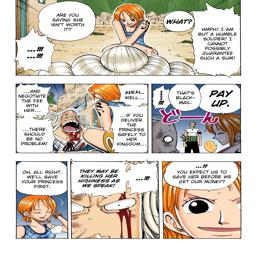 ARE YOU
SAYING SHE
ISN'T WORTH
IT?
WHAT?
HMPH! I AM
BUT A HUMBLE
SOLDIER! I
CANNOT
POSSIBLY
GUARANTEE
SUCH A SUM!
...!!!
...!!!
...AND
NEGOTIATE
THE FEE
WITH
HER...
...THERE
SHOULD
BE NO
PROBLEM!
AHEM...
WELL...
...IF YOU
DELIVER
THE
PRINCESS
SAFELY TO
HER
KINGDOM...
THAT'S
BLACK-
MAIL.
PAY
UP.
OH, ALL RIGHT.
WE'LL SAVE
YOUR PRINCESS
FIRST.
THEY MAY BE
KILLING HER
HIGHNESS AS
WE SPEAK!
...!!!
...!!
YOU EXPECT US TO
SAVE HER BEFORE WE
GET OUR MONEY?